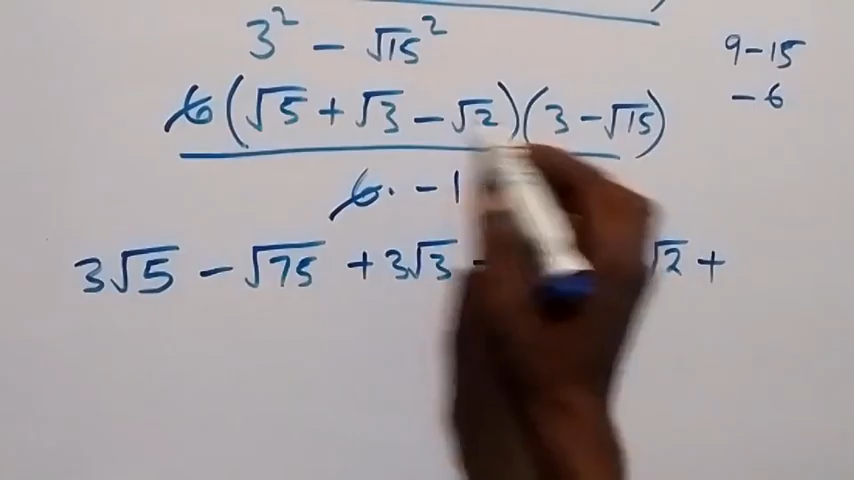 3² − √15² 9−15
6(√5 + √3 − √2)(3 − √15) −6
6 · −1
3√5 − √75 + 3√3 − √2 +